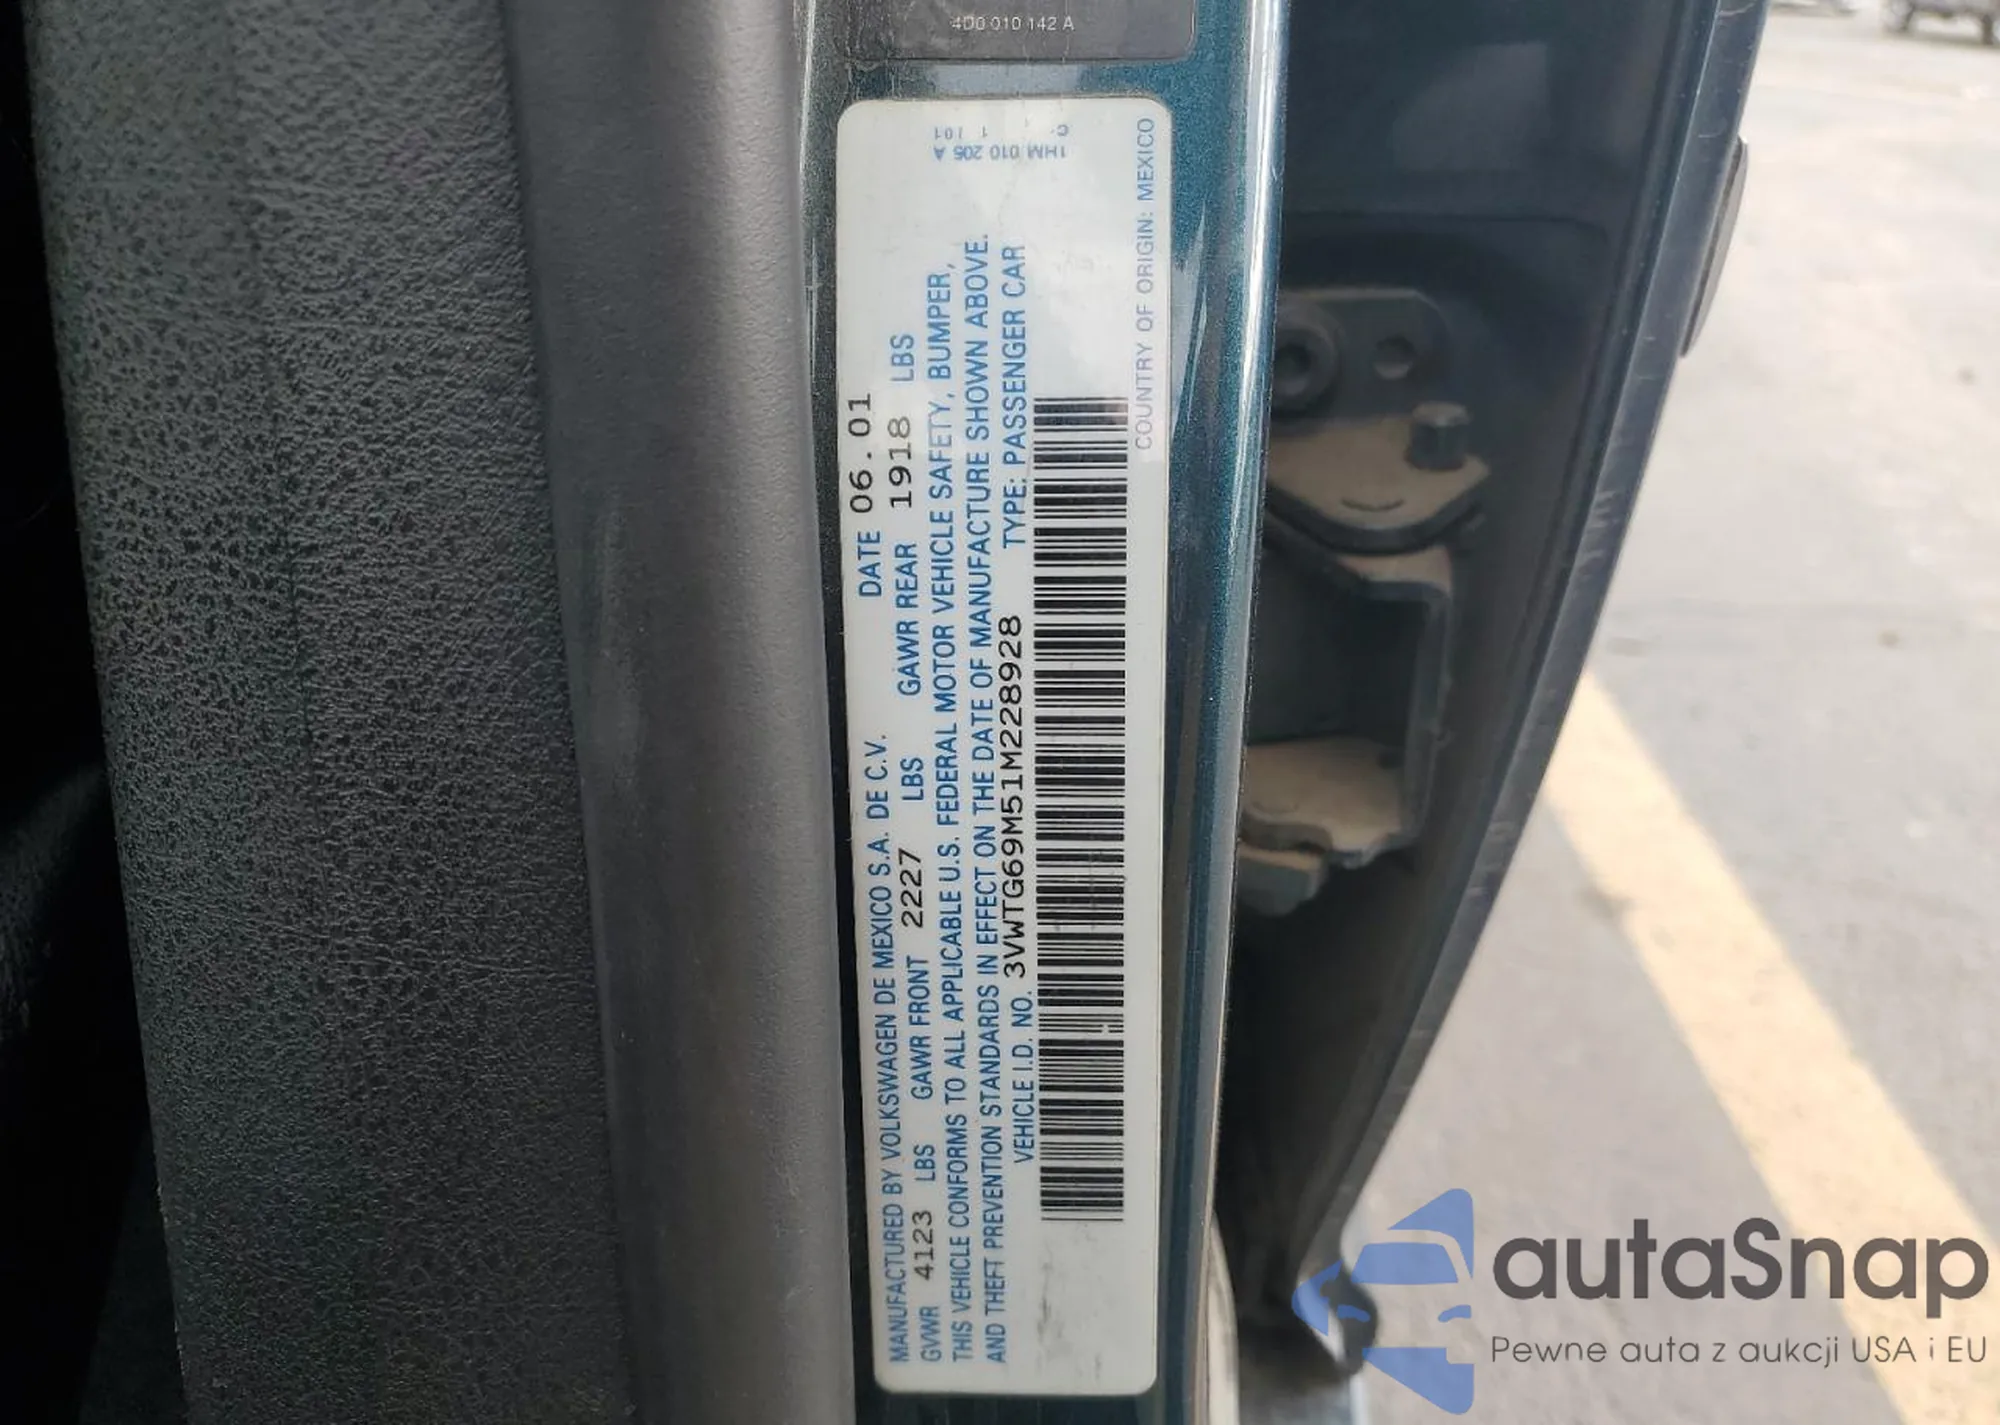 4D0 010 142 A
1HM 010 205 A
MANUFACTURED BY VOLKSWAGEN DE MEXICO S.A. DE C.V. DATE 06.01
GVWR 4123 LBS GAWR FRONT 2227 LBS GAWR REAR 1918 LBS
THIS VEHICLE CONFORMS TO ALL APPLICABLE U.S. FEDERAL MOTOR VEHICLE SAFETY, BUMPER,
AND THEFT PREVENTION STANDARDS IN EFFECT ON THE DATE OF MANUFACTURE SHOWN ABOVE.
VEHICLE I.D. NO. 3VWTG69M51M228928 TYPE: PASSENGER CAR
COUNTRY OF ORIGIN: MEXICO
autaSnap
Pewne auta z aukcji USA i EU